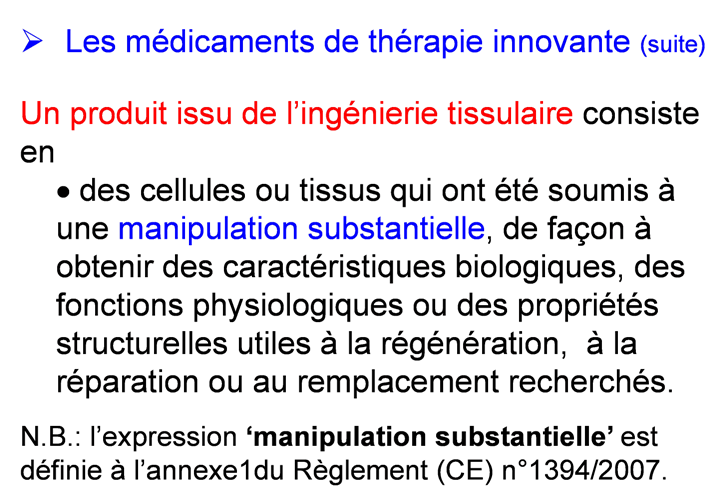 ➢ Les médicaments de thérapie innovante (suite)
Un produit issu de l’ingénierie tissulaire consiste
en
• des cellules ou tissus qui ont été soumis à
une manipulation substantielle, de façon à
obtenir des caractéristiques biologiques, des
fonctions physiologiques ou des propriétés
structurelles utiles à la régénération,  à la
réparation ou au remplacement recherchés.
N.B.: l’expression ‘manipulation substantielle’ est
définie à l’annexe1du Règlement (CE) n°1394/2007.